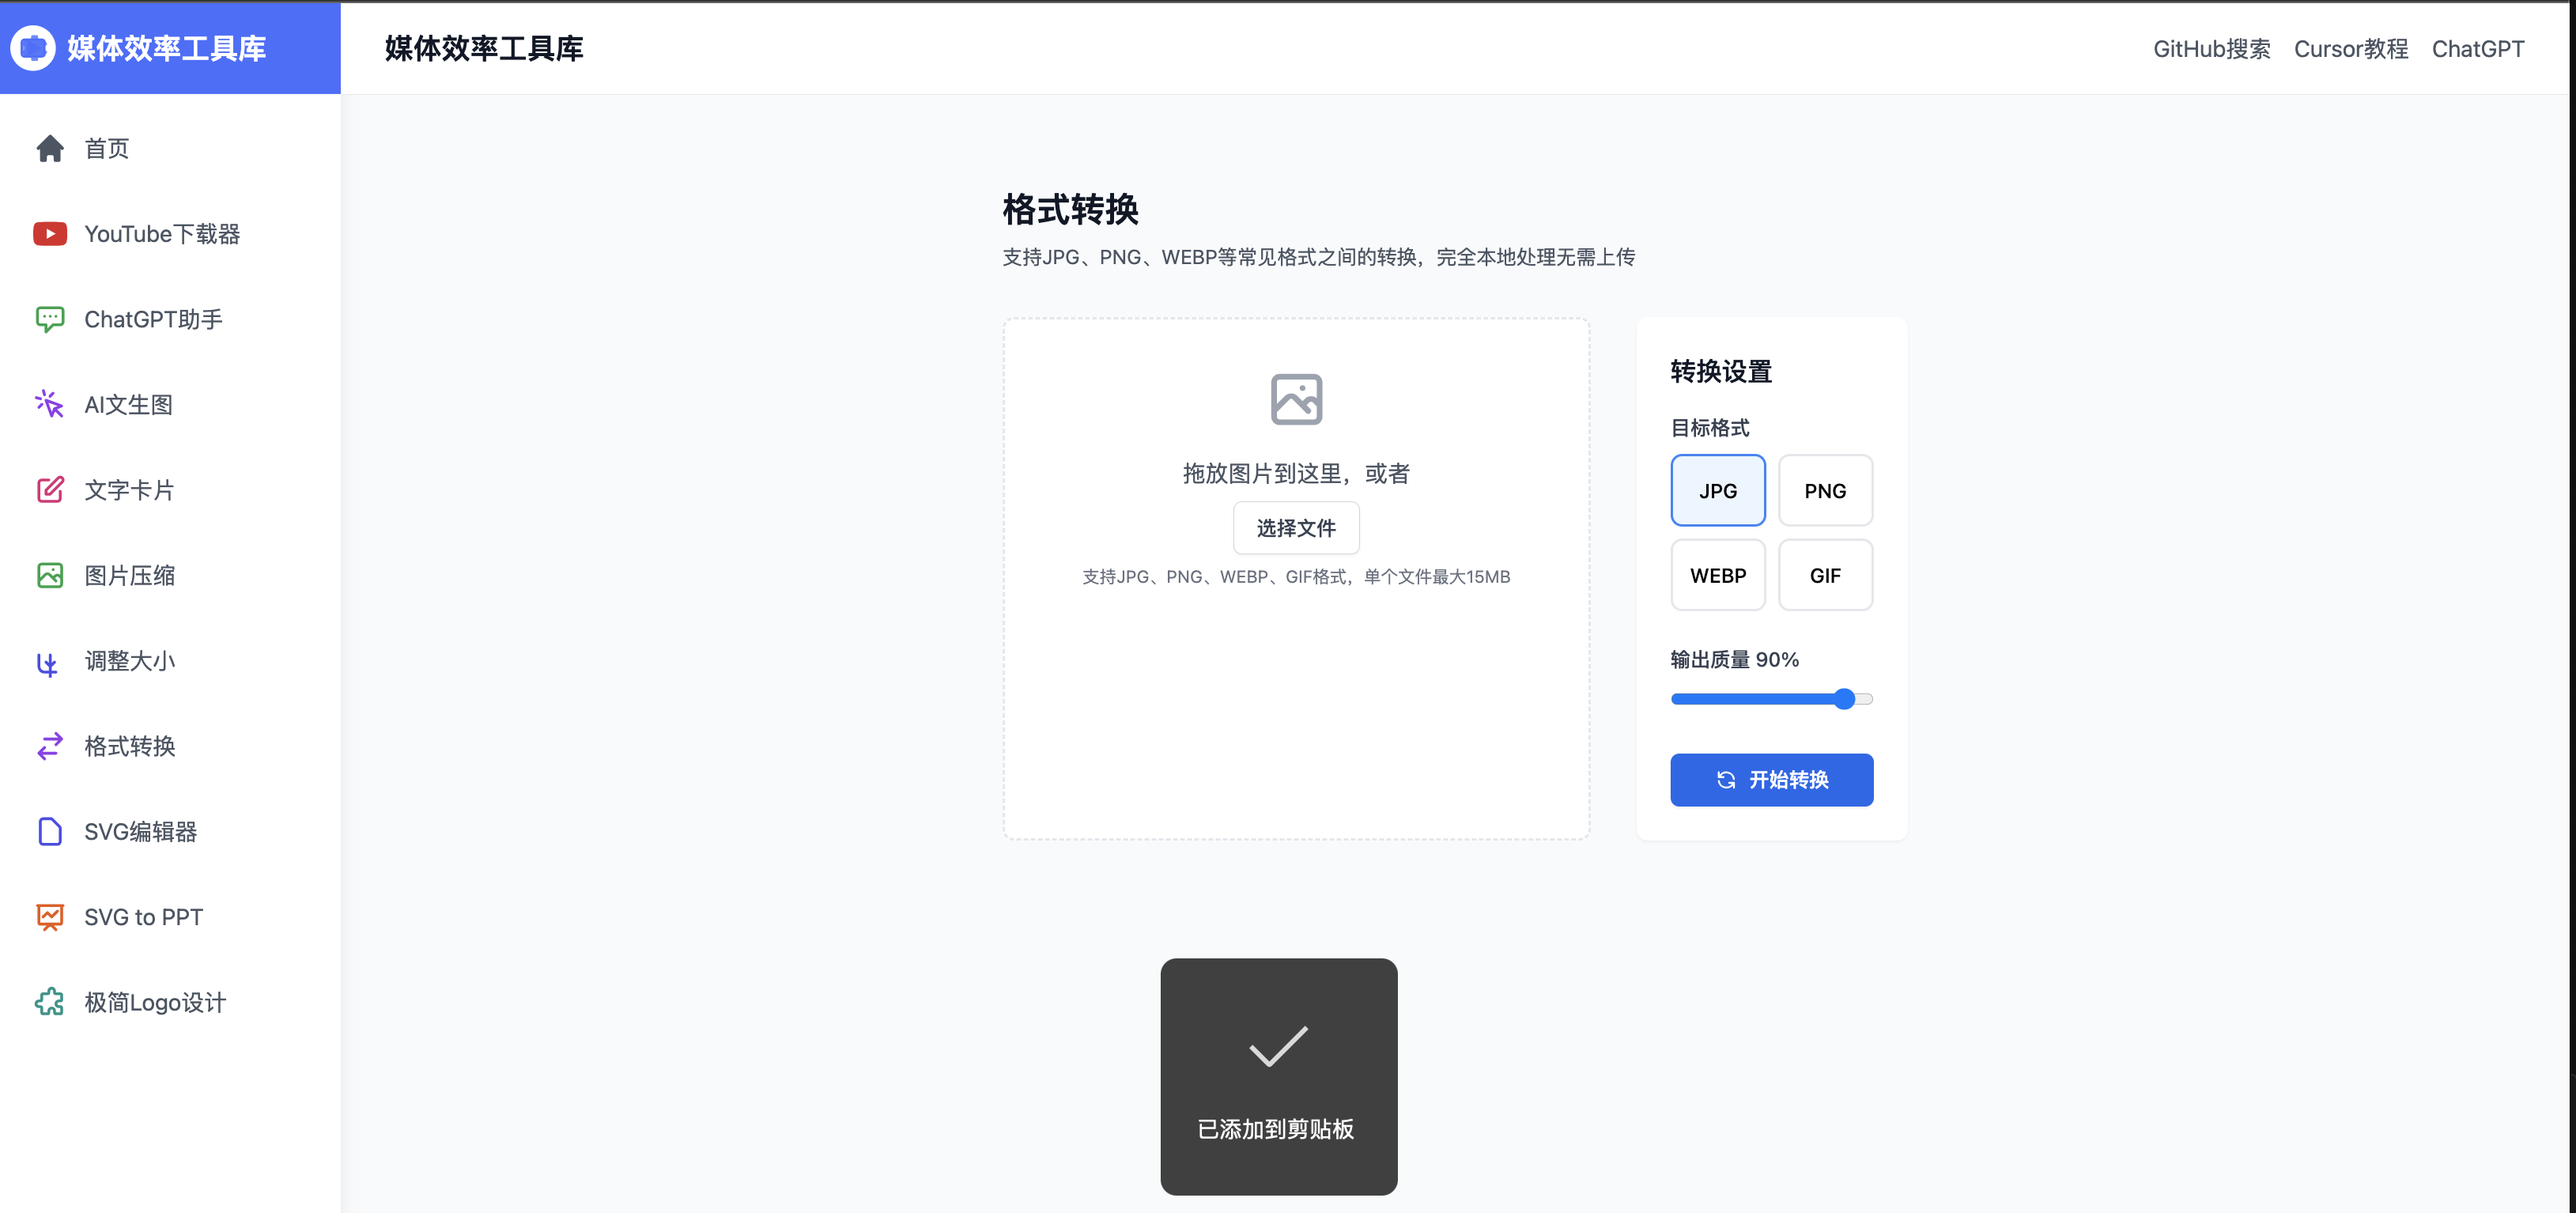 媒体效率工具库
媒体效率工具库
GitHub搜索 Cursor教程 ChatGPT
首页
YouTube下载器
ChatGPT助手
AI文生图
文字卡片
图片压缩
调整大小
格式转换
SVG编辑器
SVG to PPT
极简Logo设计
格式转换
支持JPG、PNG、WEBP等常见格式之间的转换，完全本地处理无需上传
拖放图片到这里，或者
选择文件
支持JPG、PNG、WEBP、GIF格式，单个文件最大15MB
转换设置
目标格式
JPG PNG
WEBP GIF
输出质量 90%
开始转换
已添加到剪贴板